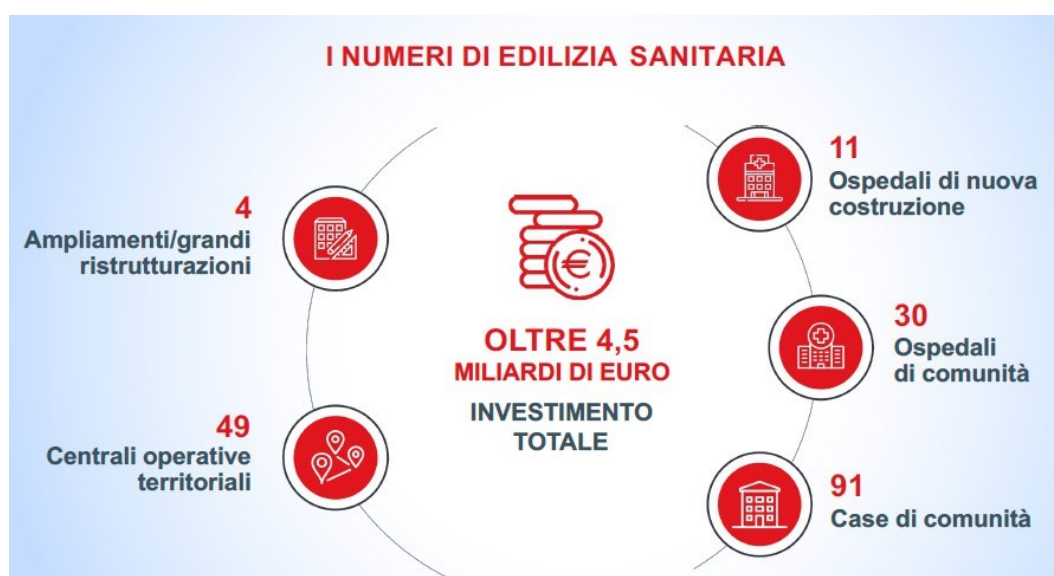 I NUMERI DI EDILIZIA SANITARIA
4
Ampliamenti/grandi
ristrutturazioni
49
Centrali operative
territoriali
€
OLTRE 4,5
MILIARDI DI EURO
INVESTIMENTO
TOTALE
11
Ospedali di nuova
costruzione
30
Ospedali
di comunità
91
Case di comunità